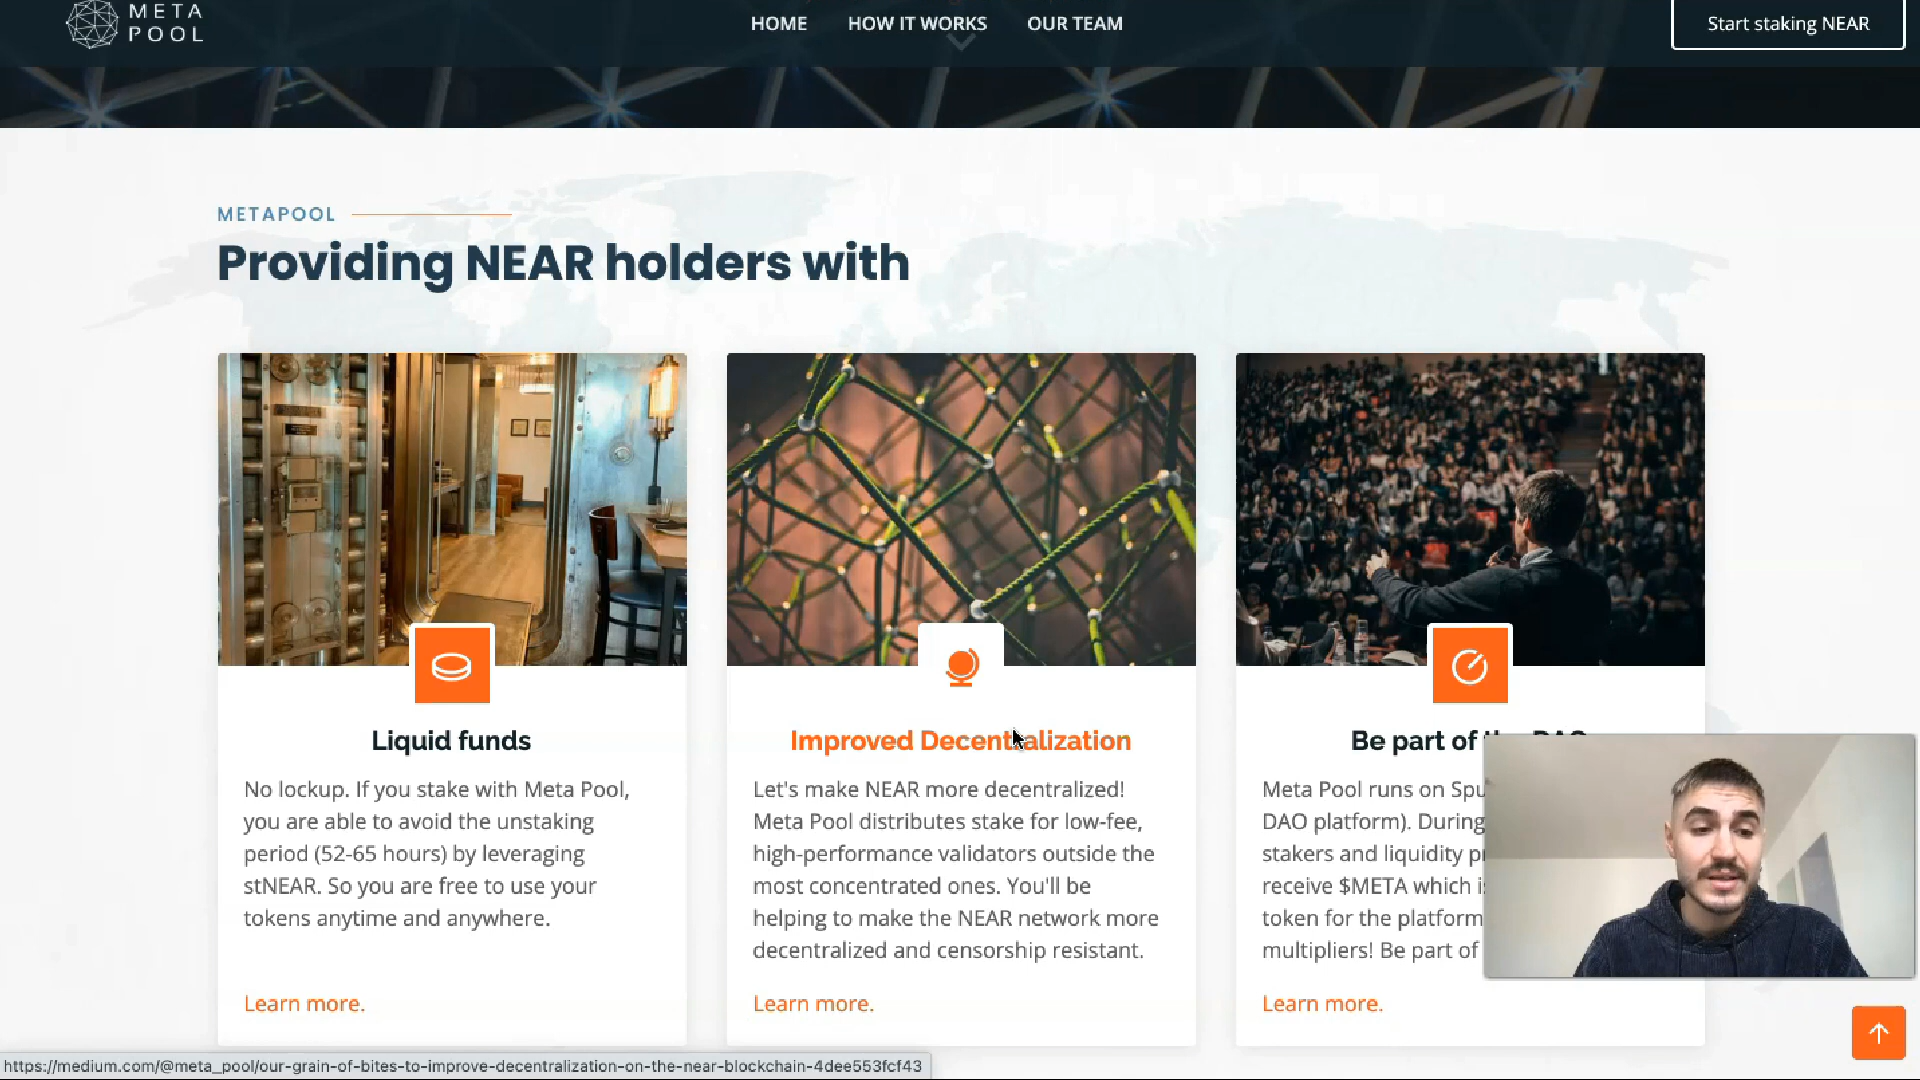 META
POOL
HOME
HOW IT WORKS
OUR TEAM
Start staking NEAR
METAPOOL
Providing NEAR holders with
Liquid funds
No lockup. If you stake with Meta Pool,
you are able to avoid the unstaking
period (52-65 hours) by leveraging
stNEAR. So you are free to use your
tokens anytime and anywhere.
Learn more.
Improved Decentralization
Let's make NEAR more decentralized!
Meta Pool distributes stake for low-fee,
high-performance validators outside the
most concentrated ones. You'll be
helping to make the NEAR network more
decentralized and censorship resistant.
Learn more.
Be part of
Meta Pool runs on
DAO platform). During
stakers and liquidity
receive $META which
token for the platform
multipliers! Be part of
Learn more.
https://medium.com/@meta_pool/our-grain-of-bites-to-improve-decentralization-on-the-near-blockchain-4dee553fcf43